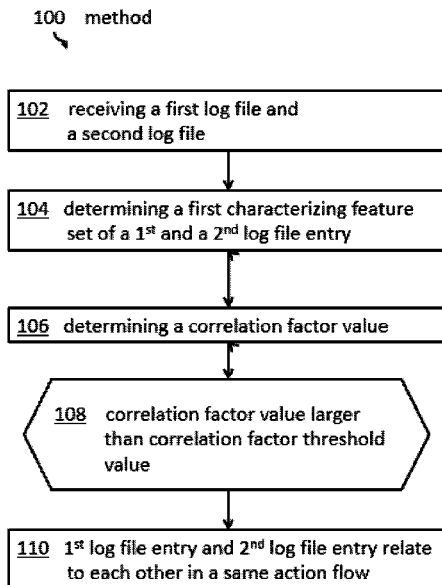 100 method
102 receiving a first log file and
a second log file
104 determining a first characterizing feature
set of a 1st and a 2nd log file entry
106 determining a correlation factor value
108 correlation factor value larger
than correlation factor threshold
value
110 1st log file entry and 2nd log file entry relate
to each other in a same action flow